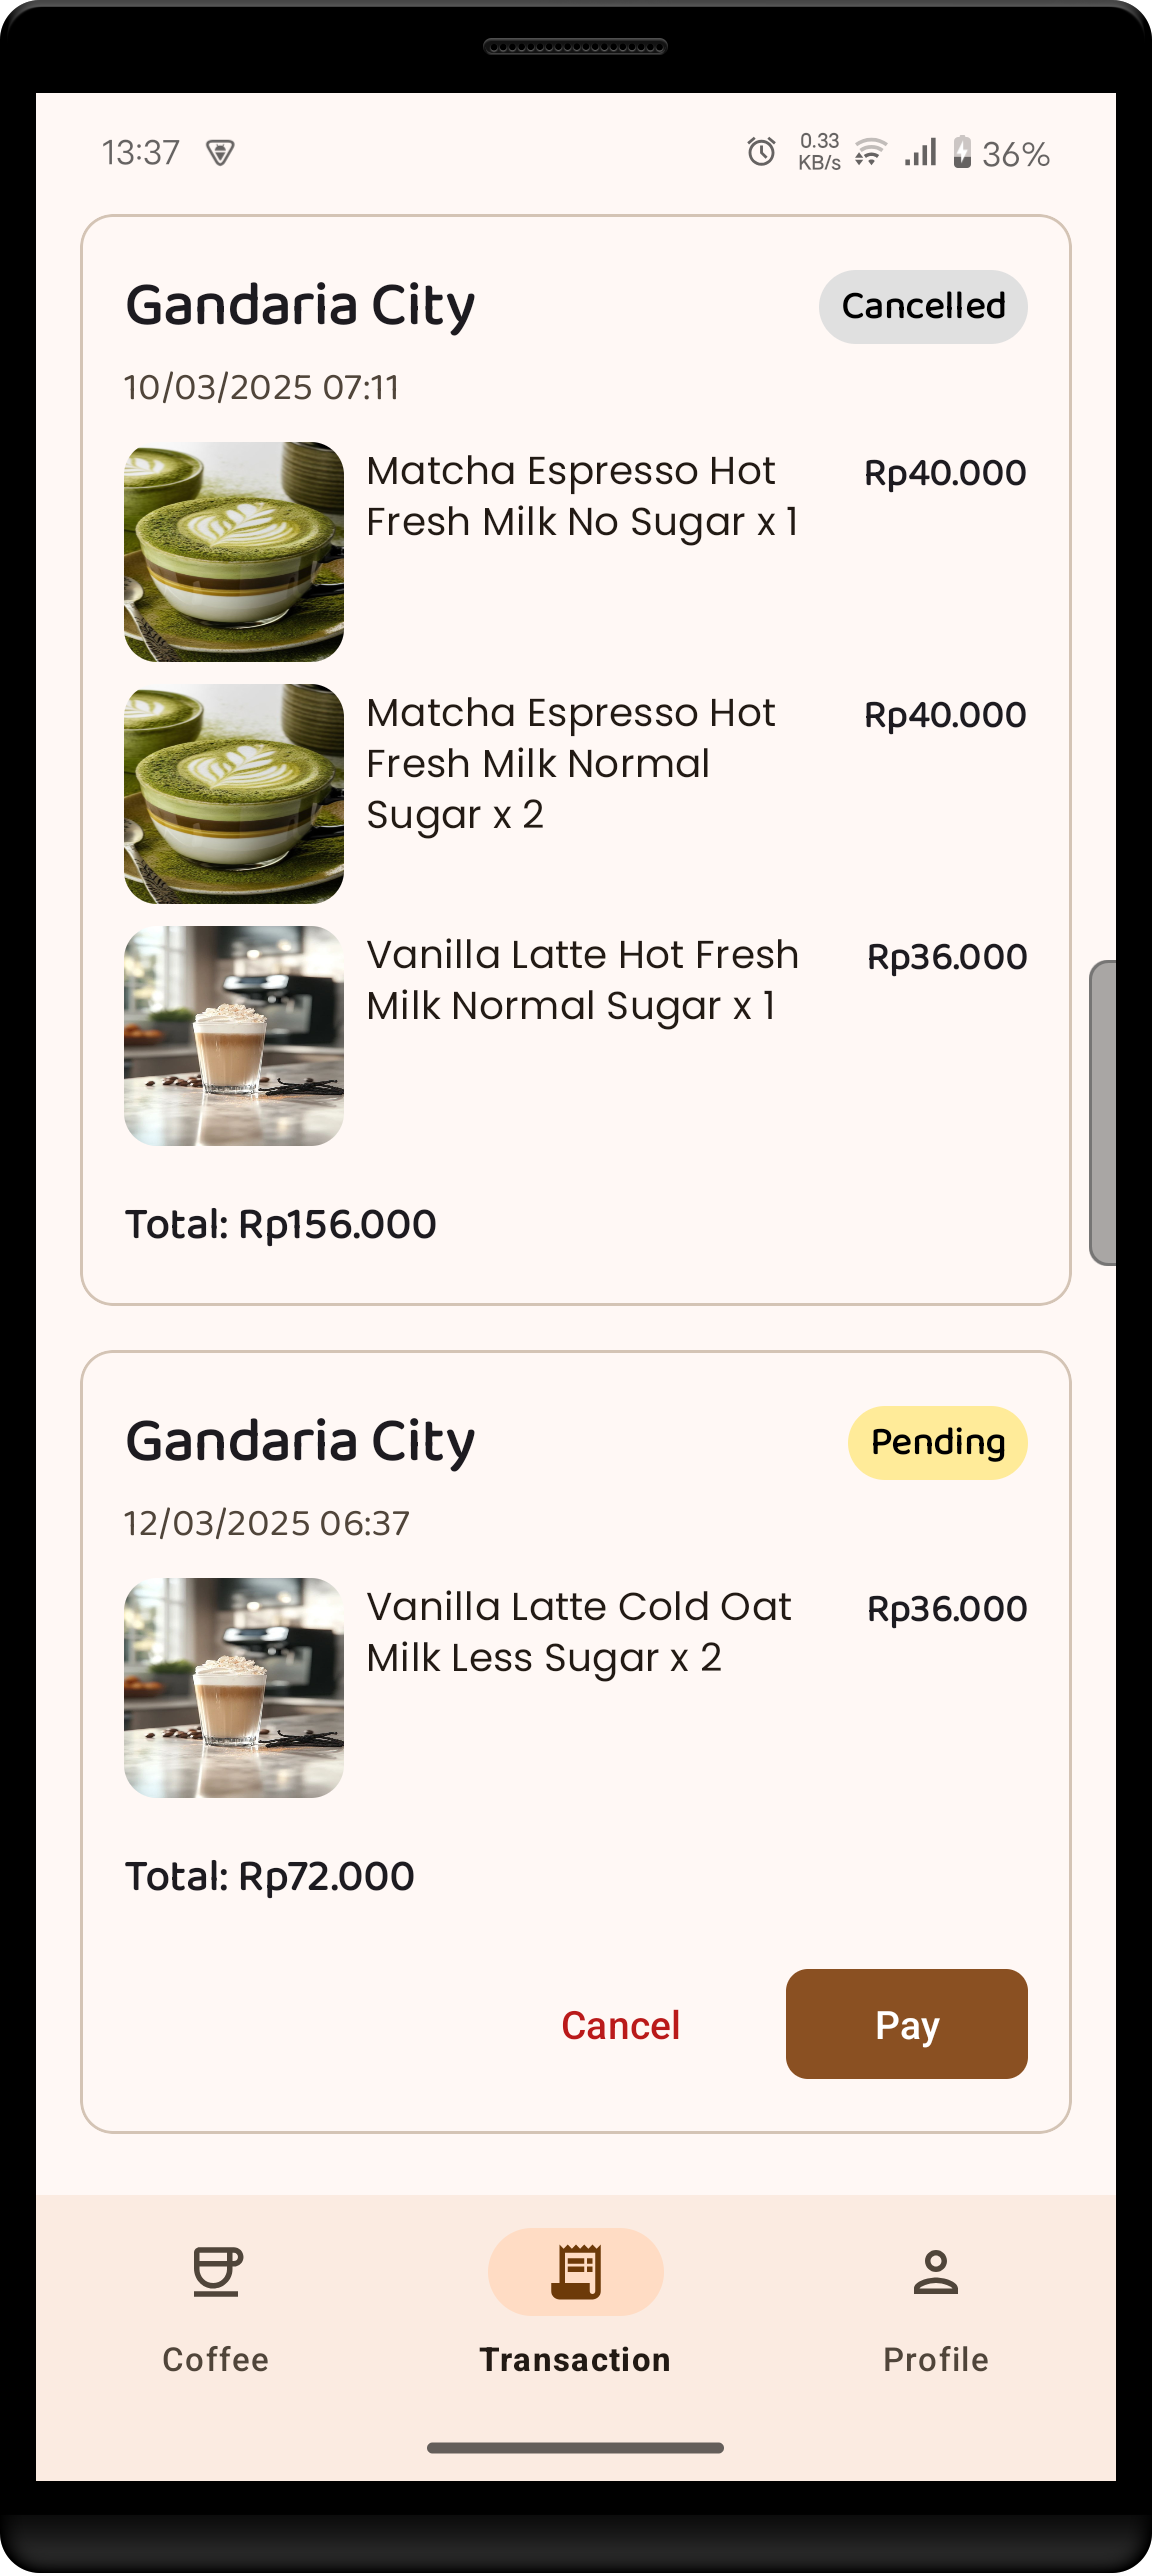 13:37
0.33
KB/s
36%
Gandaria City
Cancelled
10/03/2025 07:11
Matcha Espresso Hot
Rp40.000
Fresh Milk No Sugar x 1
Matcha Espresso Hot
Rp40.000
Fresh Milk Normal
Sugar x 2
Vanilla Latte Hot Fresh
Rp36.000
Milk Normal Sugar x 1
Total: Rp156.000
Gandaria City
Pending
12/03/2025 06:37
Vanilla Latte Cold Oat
Rp36.000
Milk Less Sugar x 2
Total: Rp72.000
Cancel
Pay
Coffee
Transaction
Profile